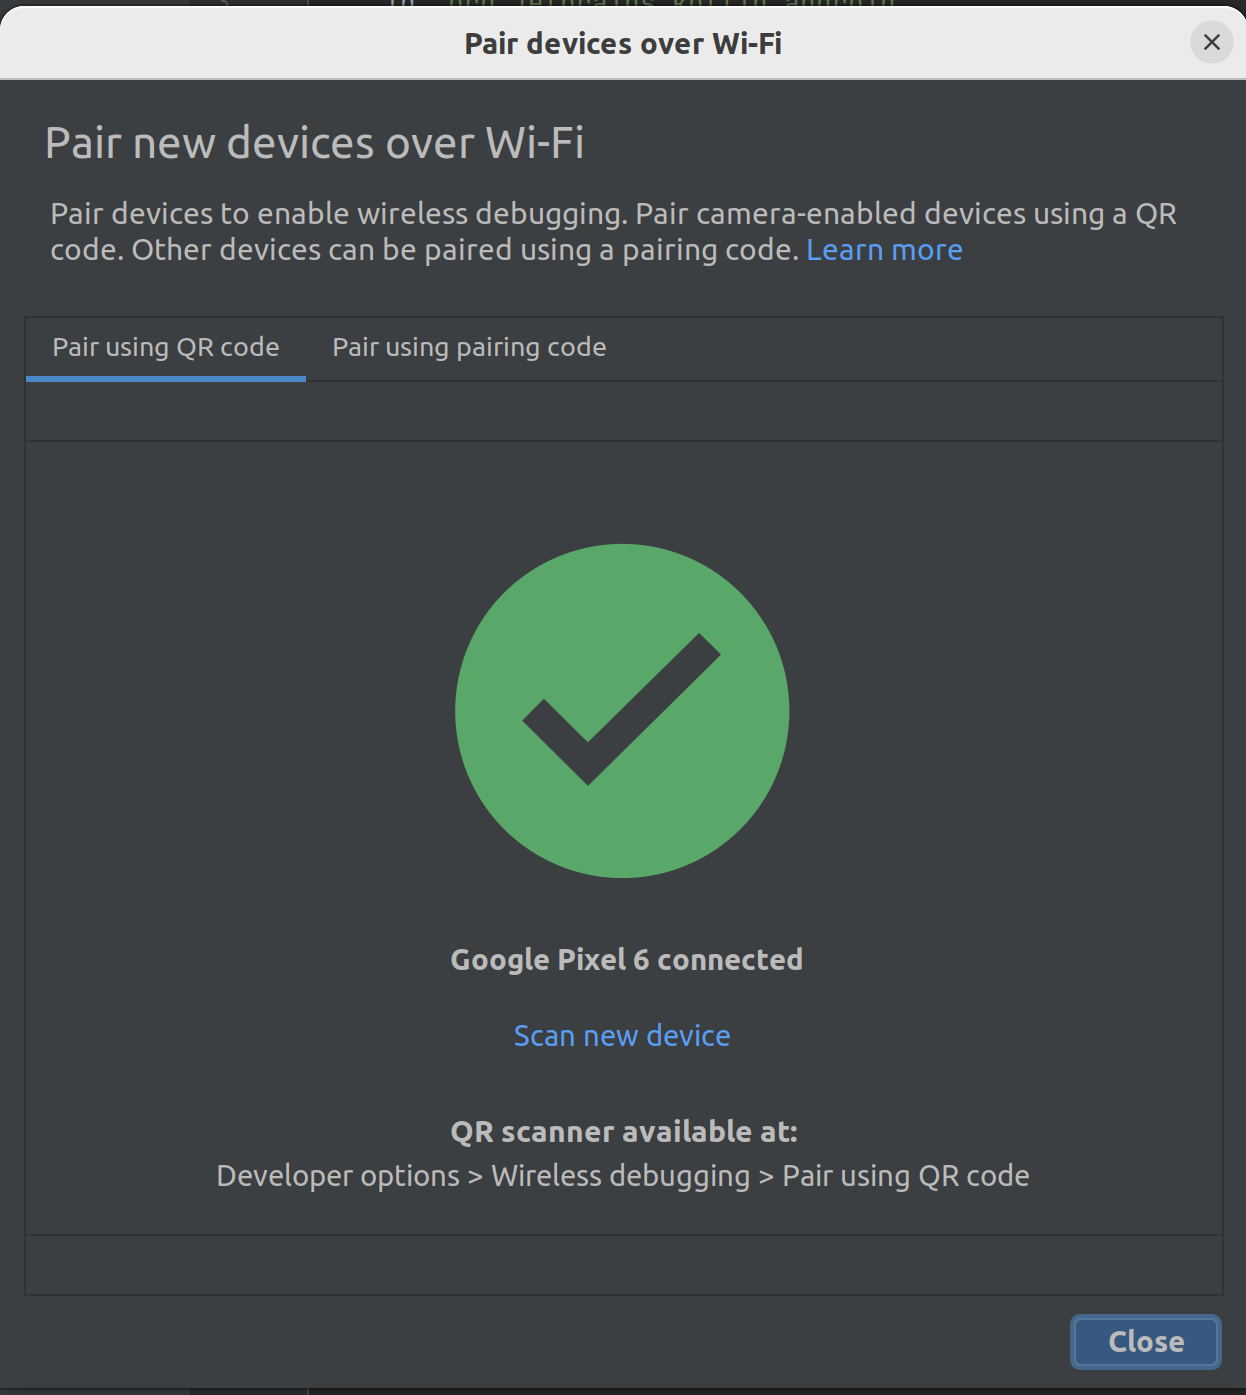 Pair devices over Wi-Fi
Pair new devices over Wi-Fi
Pair devices to enable wireless debugging. Pair camera-enabled devices using a QR
code. Other devices can be paired using a pairing code. Learn more
Pair using QR code Pair using pairing code
Google Pixel 6 connected
Scan new device
QR scanner available at:
Developer options > Wireless debugging > Pair using QR code
Close